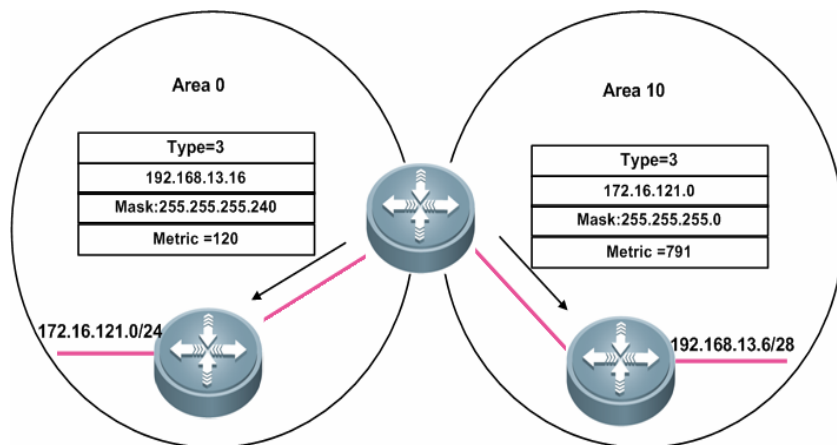 Area 0
Type=3
192.168.13.16
Mask:255.255.255.240
Metric =120
172.16.121.0/24
Area 10
Type=3
172.16.121.0
Mask:255.255.255.0
Metric =791
192.168.13.6/28